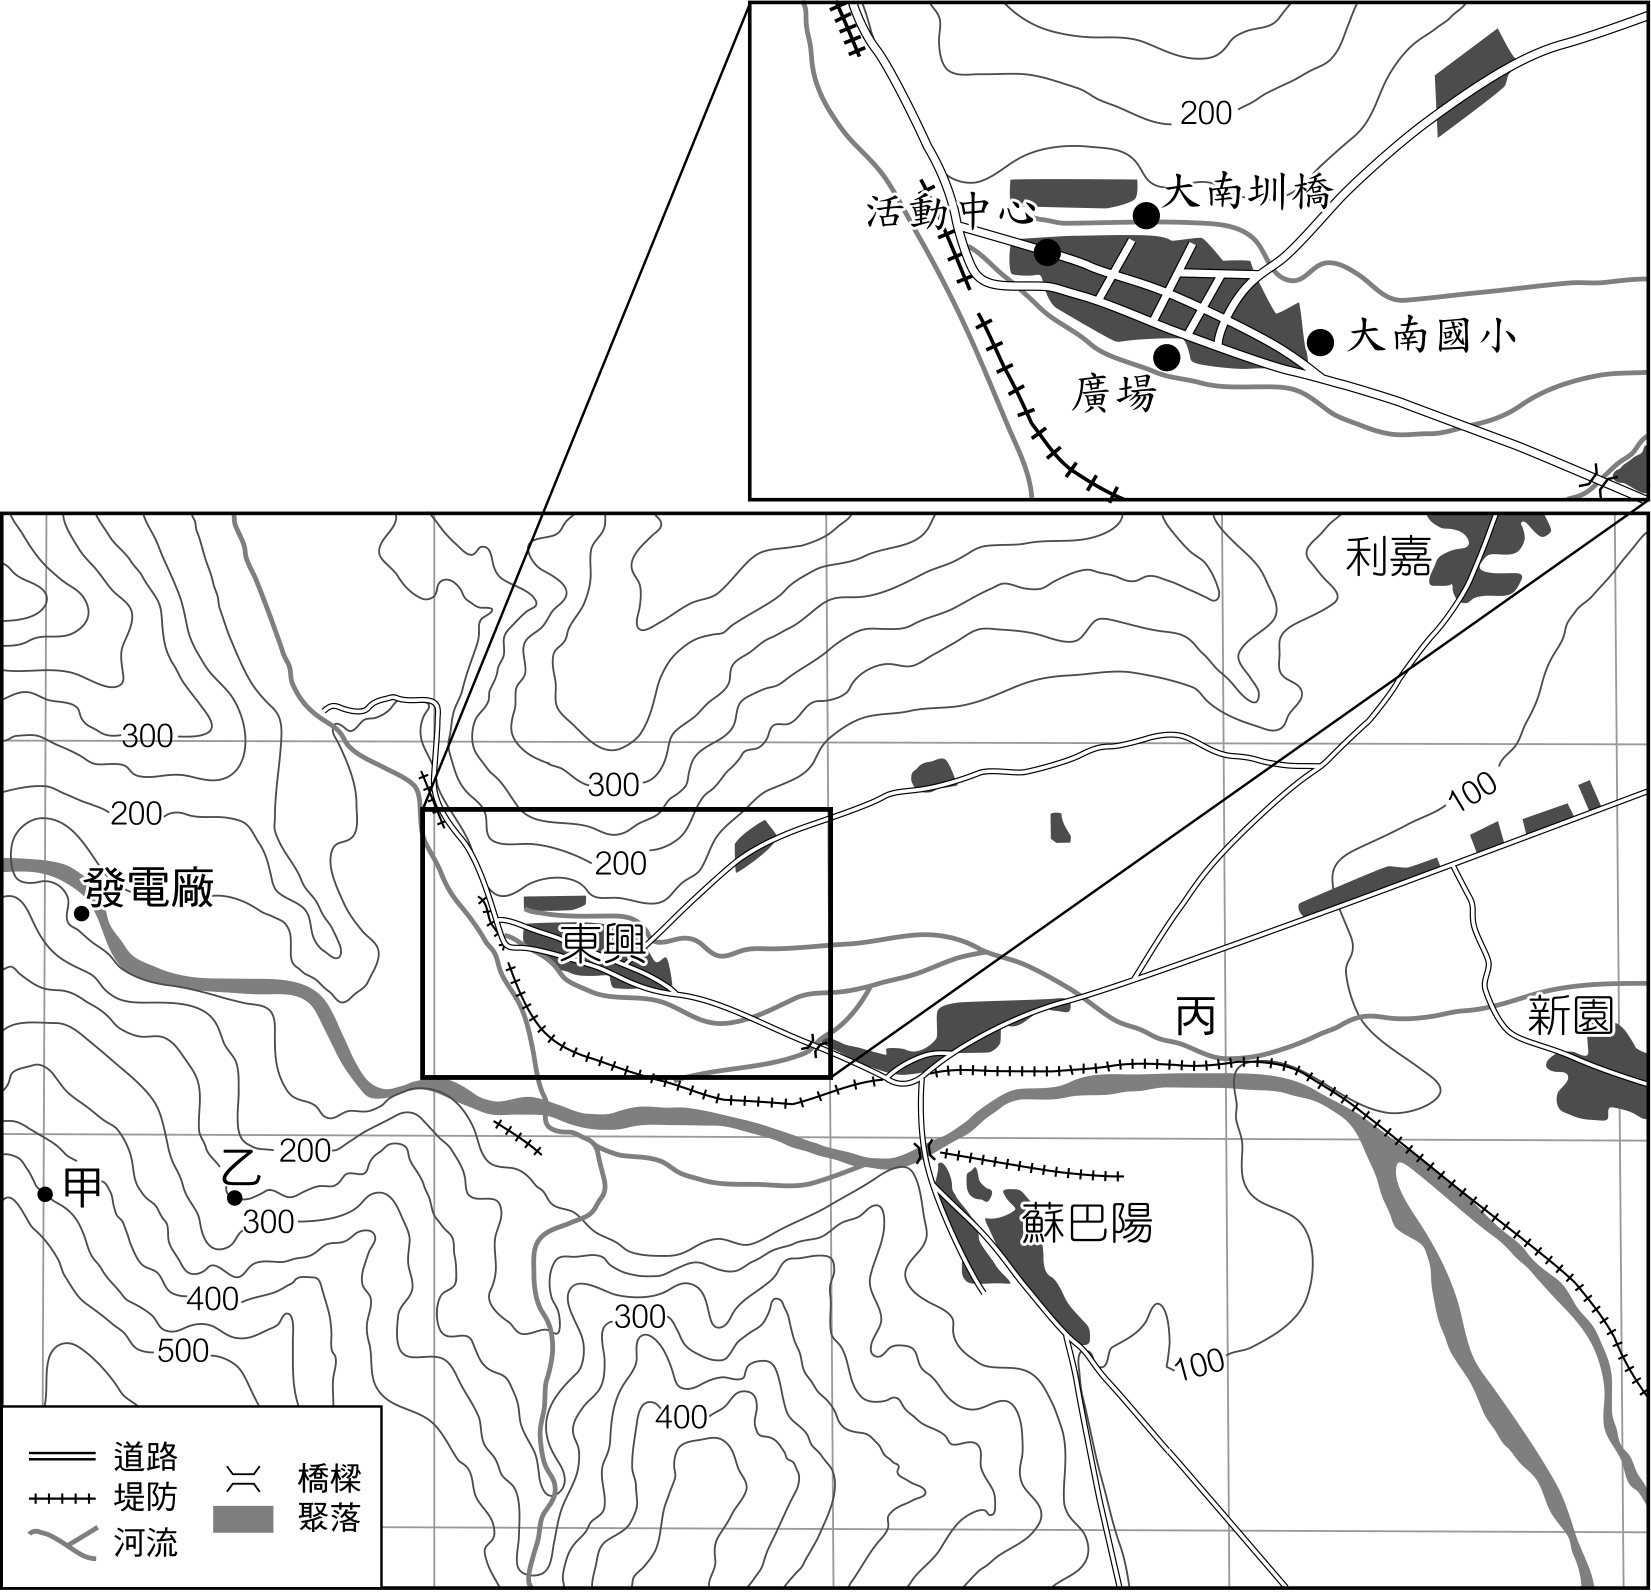 200
大南圳橋
活動中心
大南國小
廣場
利嘉
300
300
100
200
200
發電廠
東興
丙
新園
200
乙
甲
300
蘇巴陽
400
300
500
100
400
道路
堤防
河流
橋樑
聚落